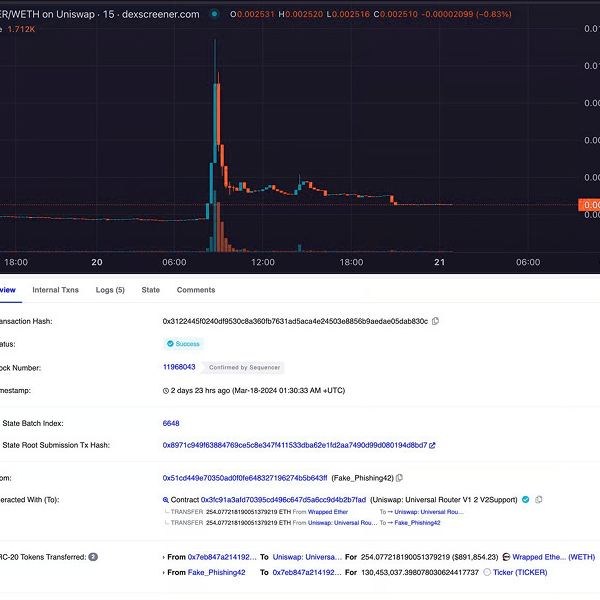 ER/WETH on Uniswap · 15 · dexscreener.com O0.002531 H0.002520 L0.002516 C0.002510 -0.00002099 (-0.83%)
e 1.712K
0.0
0.0
0.00
0.00
0.00
0.00
0.00
18:00 20 06:00 12:00 18:00 21 06:00
view Internal Txns Logs (5) State Comments
ansaction Hash: 0x3122445f0240df9530c8a360fb7631ad5aca4e24503e8856b9aedae05dab830c
atus: Success
ock Number: 11968043 Confirmed by Sequencer
mestamp: 2 days 23 hrs ago (Mar-18-2024 01:30:33 AM +UTC)
State Batch Index: 6648
State Root Submission Tx Hash: 0x8971c949f63884769ce5c8e347f411533dba62e1fd2aa7490d99d080194d8bd7
om: 0x51cd449e70350ad0f0fe648327196274b5b643ff (Fake_Phishing42)
eracted With (To): Contract 0x3fc91a3afd70395cd496c647d5a6cc9d4b2b7fad (Uniswap: Universal Router V1 2 V2Support)
TRANSFER 254.077218190051379219 ETH From Wrapped Ether To → Uniswap: Universal Rou...
TRANSFER 254.077218190051379219 ETH From Uniswap: Universal Rou... To → Fake_Phishing42
RC-20 Tokens Transferred: 2 From 0x7eb847a214192... To Uniswap: Universa... For 254.077218190051379219 ($891,854.23) Wrapped Ethe... (WETH)
From Fake_Phishing42 To 0x7eb847a214192... For 130,453,037.398078030624417737 Ticker (TICKER)